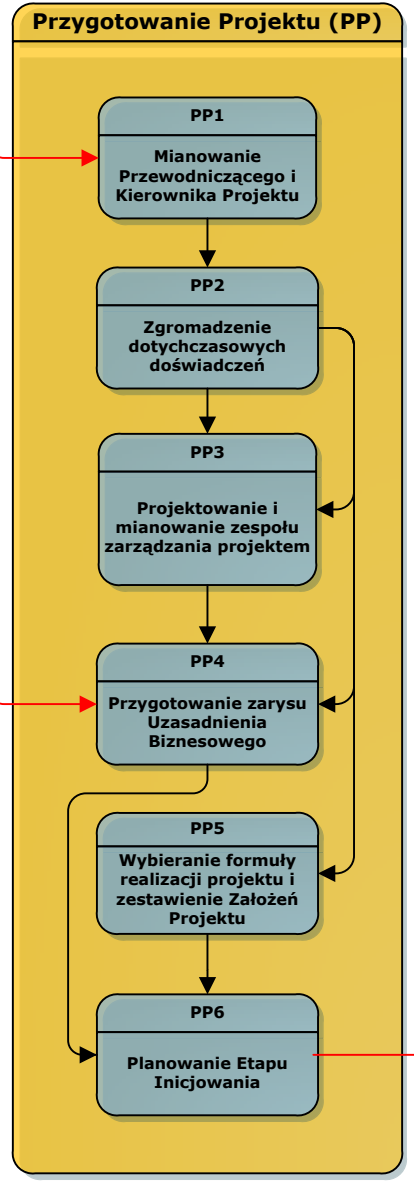 Przygotowanie Projektu (PP)
PP1
Mianowanie
Przewodniczącego i
Kierownika Projektu
PP2
Zgromadzenie
dotychczasowych
doświadczeń
PP3
Projektowanie i
mianowanie zespołu
zarządzania projektem
PP4
Przygotowanie zarysu
Uzasadnienia
Biznesowego
PP5
Wybieranie formuły
realizacji projektu i
zestawienie Założeń
Projektu
PP6
Planowanie Etapu
Inicjowania